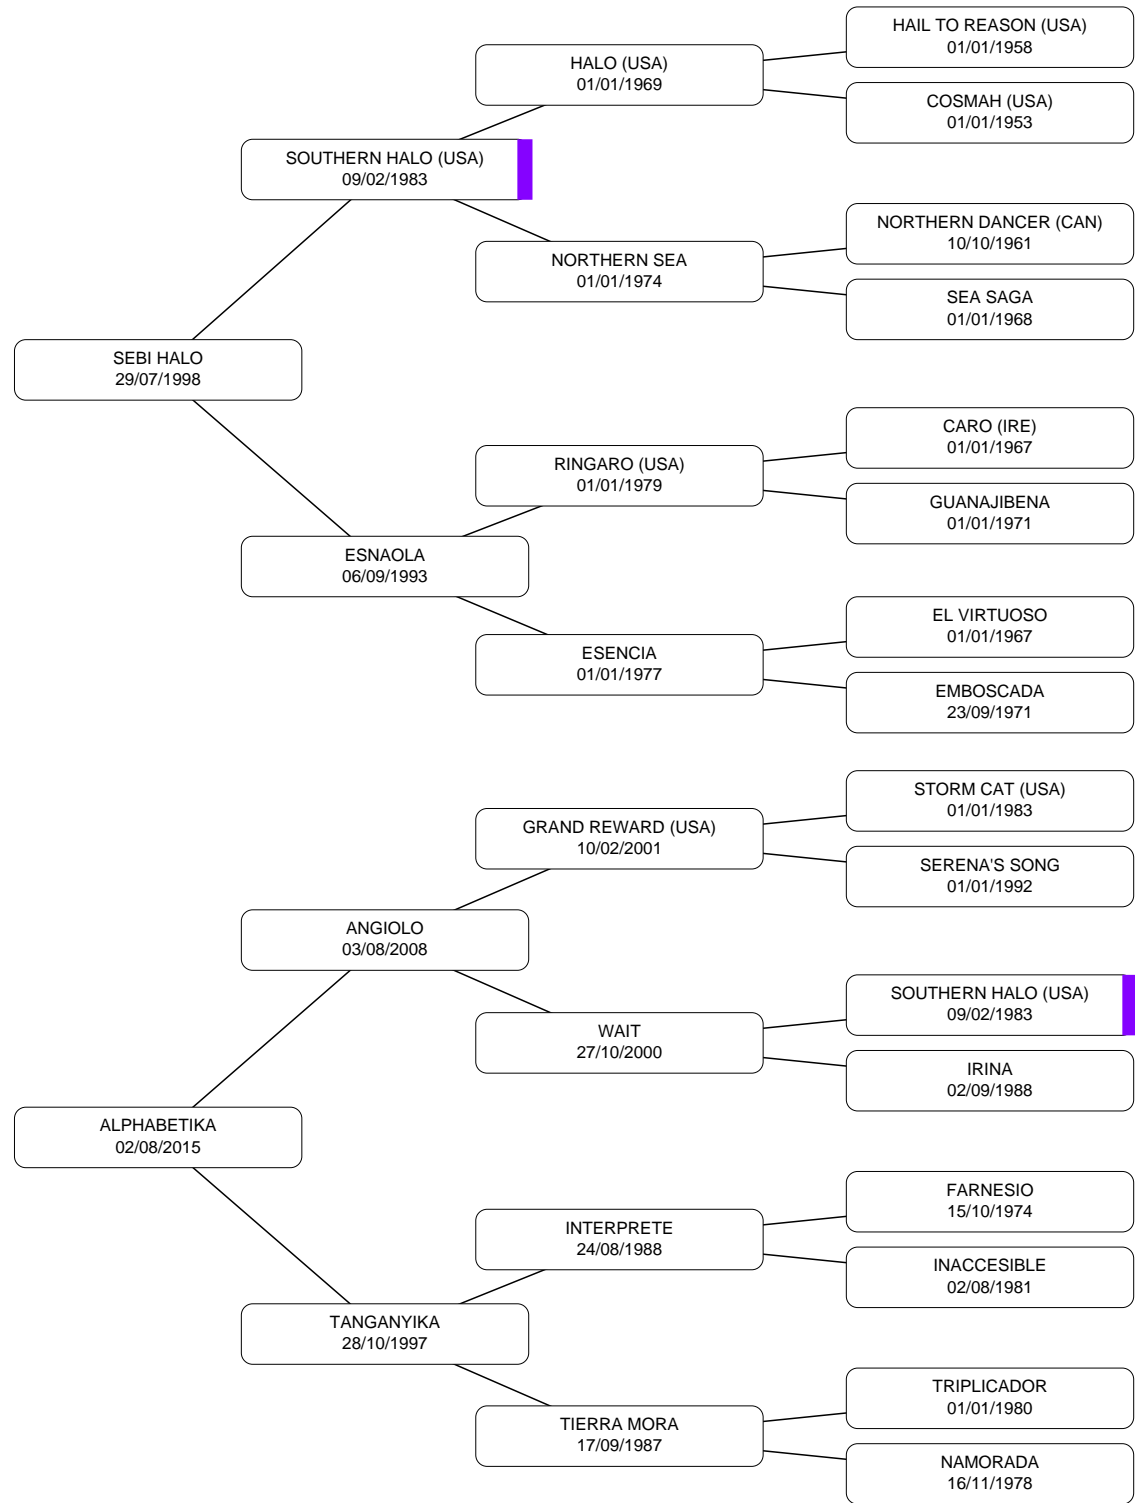 HAIL TO REASON (USA)
01/01/1958
HALO (USA)
01/01/1969
COSMAH (USA)
01/01/1953
SOUTHERN HALO (USA)
09/02/1983
NORTHERN DANCER (CAN)
10/10/1961
NORTHERN SEA
01/01/1974
SEA SAGA
01/01/1968
SEBI HALO
29/07/1998
CARO (IRE)
01/01/1967
RINGARO (USA)
01/01/1979
GUANAJIBENA
01/01/1971
ESNAOLA
06/09/1993
EL VIRTUOSO
01/01/1967
ESENCIA
01/01/1977
EMBOSCADA
23/09/1971
STORM CAT (USA)
01/01/1983
GRAND REWARD (USA)
10/02/2001
SERENA'S SONG
01/01/1992
ANGIOLO
03/08/2008
SOUTHERN HALO (USA)
09/02/1983
WAIT
27/10/2000
IRINA
02/09/1988
ALPHABETIKA
02/08/2015
FARNESIO
15/10/1974
INTERPRETE
24/08/1988
INACCESIBLE
02/08/1981
TANGANYIKA
28/10/1997
TRIPLICADOR
01/01/1980
TIERRA MORA
17/09/1987
NAMORADA
16/11/1978